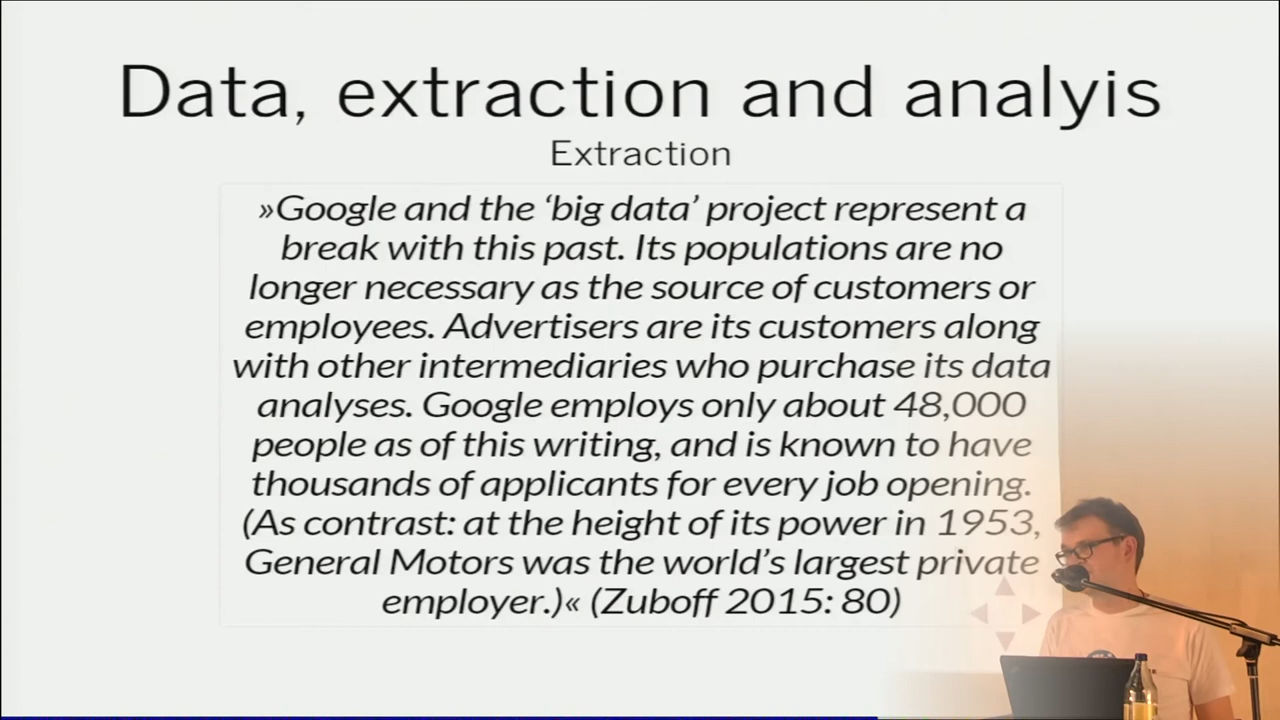 Data, extraction and analyis
Extraction
»Google and the ‘big data’ project represent a
break with this past. Its populations are no
longer necessary as the source of customers or
employees. Advertisers are its customers along
with other intermediaries who purchase its data
analyses. Google employs only about 48,000
people as of this writing, and is known to have
thousands of applicants for every job opening.
(As contrast: at the height of its power in 1953,
General Motors was the world’s largest private
employer.)« (Zuboff 2015: 80)